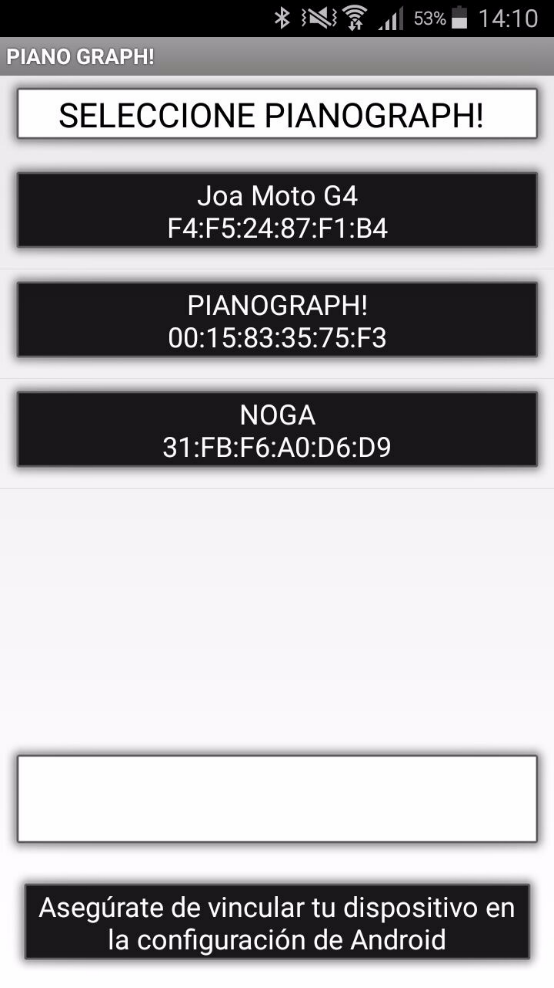 53% 14:10
PIANO GRAPH!
SELECCIONE PIANOGRAPH!
Joa Moto G4
F4:F5:24:87:F1:B4
PIANOGRAPH!
00:15:83:35:75:F3
NOGA
31:FB:F6:A0:D6:D9
Asegúrate de vincular tu dispositivo en
la configuración de Android